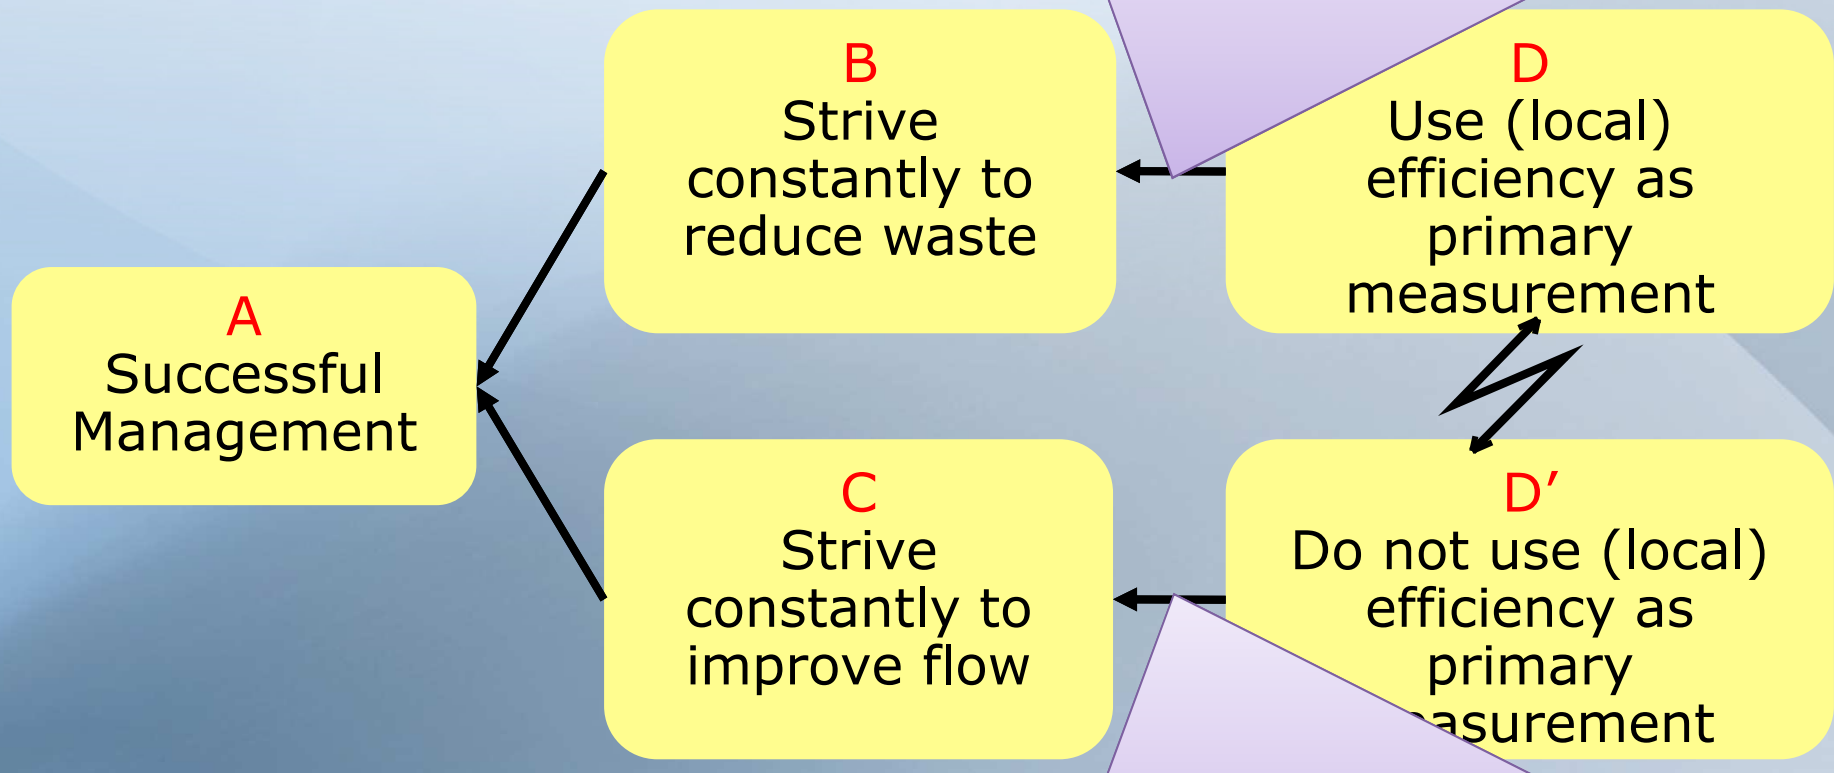 A
Successful
Management
B
Strive
constantly to
reduce waste
C
Strive
constantly to
improve flow
D
Use (local)
efficiency as
primary
measurement
D’
Do not use (local)
efficiency as
primary
asurement